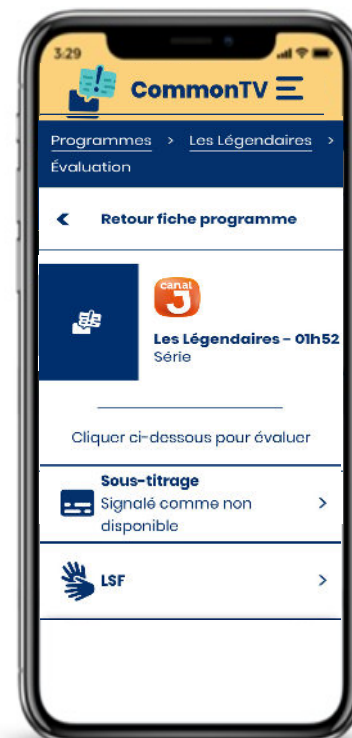 3:29
CommonTV
Programmes > Les Légendaires >
Évaluation
< Retour fiche programme
canal
J
Les Légendaires - 01h52
Série
Cliquer ci-dessous pour évaluer
Sous-titrage
Signalé comme non
disponible
>
LSF >